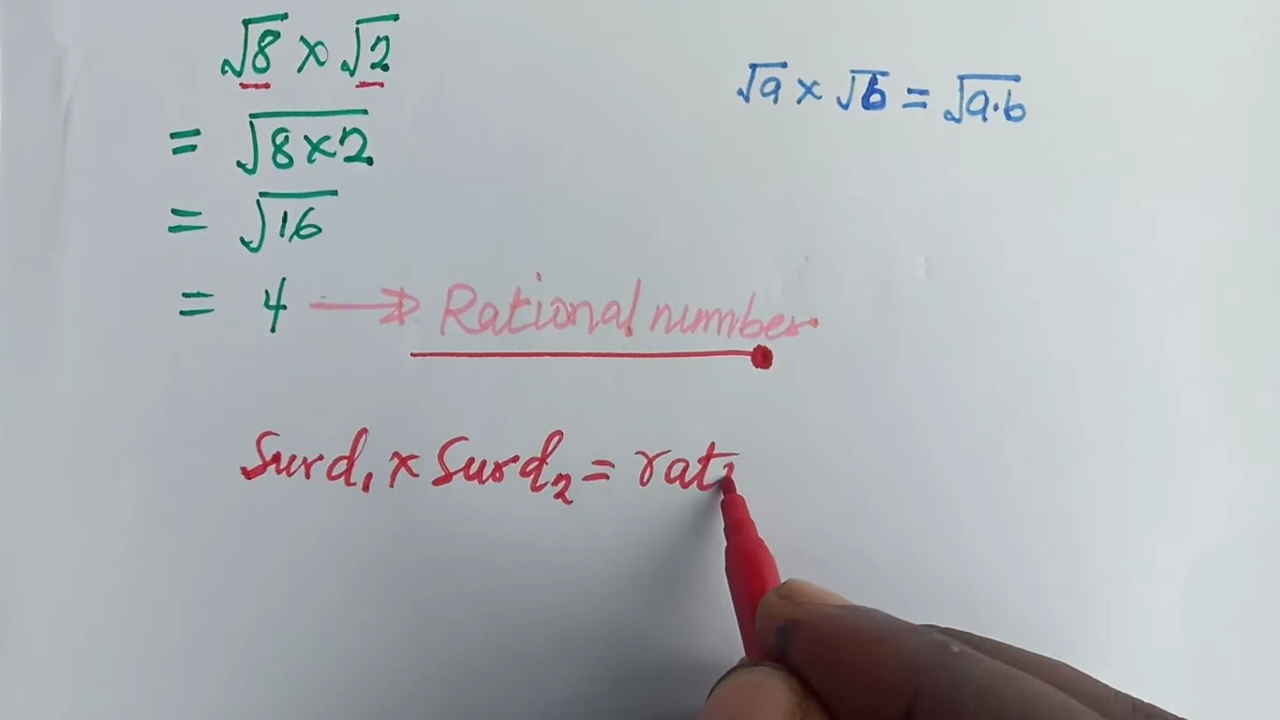 √8 × √2
√a × √b = √a·b
= √8×2
= √16
= 4 → Rational number
Surd₁ × Surd₂ = rat